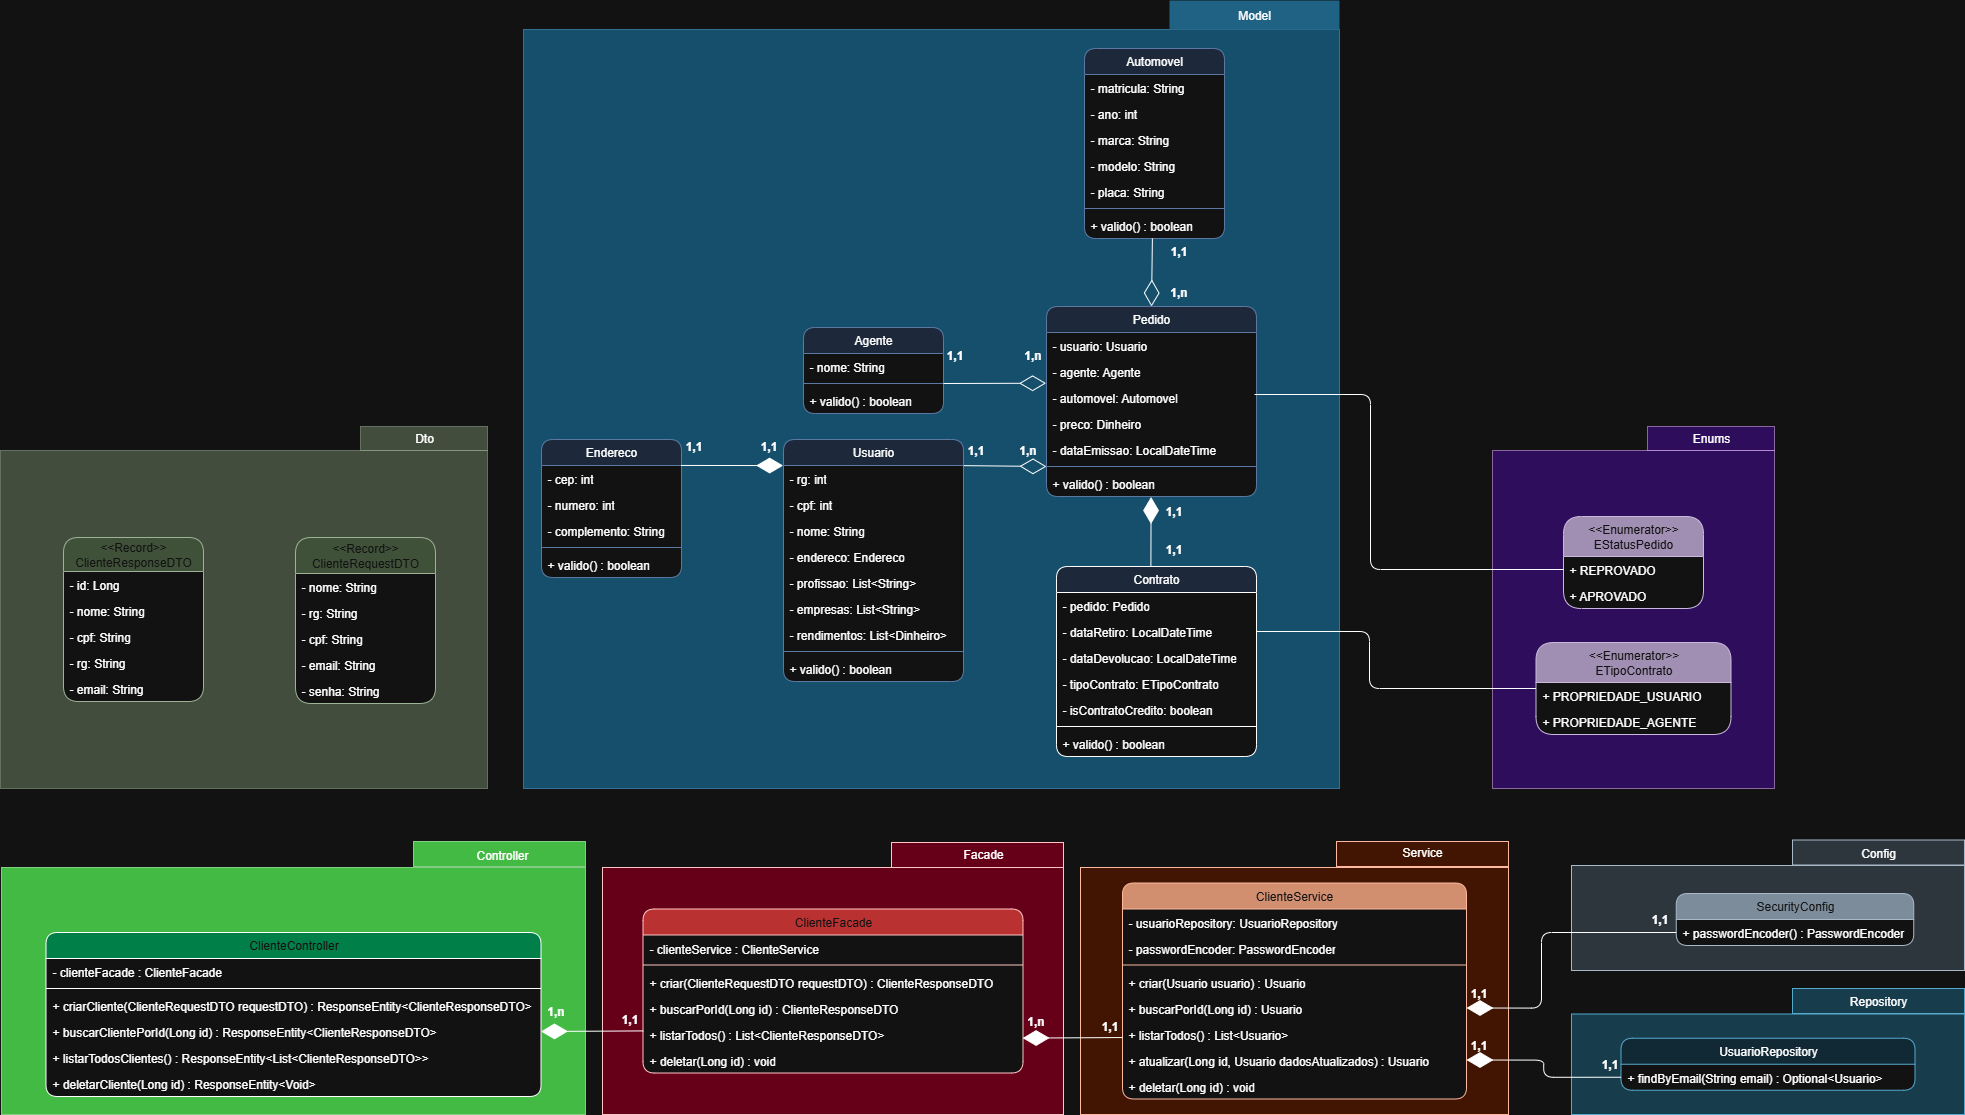 Model
Automovel
- matricula: String
- ano: int
- marca: String
- modelo: String
- placa: String
+ valido() : boolean
1,1
1,n
Pedido
- usuario: Usuario
- agente: Agente
- automovel: Automovel
- preco: Dinheiro
- dataEmissao: LocalDateTime
+ valido() : boolean
Agente
- nome: String
+ valido() : boolean
1,1
1,n
Endereco
- cep: int
- numero: int
- complemento: String
+ valido() : boolean
1,1
1,1
Usuario
- rg: int
- cpf: int
- nome: String
- endereco: Endereco
- profissao: List<String>
- empresas: List<String>
- rendimentos: List<Dinheiro>
+ valido() : boolean
1,1
1,n
1,1
1,1
Contrato
- pedido: Pedido
- dataRetiro: LocalDateTime
- dataDevolucao: LocalDateTime
- tipoContrato: ETipoContrato
- isContratoCredito: boolean
+ valido() : boolean
Dto
<<Record>>
ClienteResponseDTO
- id: Long
- nome: String
- cpf: String
- rg: String
- email: String
<<Record>>
ClienteRequestDTO
- nome: String
- rg: String
- cpf: String
- email: String
- senha: String
Enums
<<Enumerator>>
EStatusPedido
+ REPROVADO
+ APROVADO
<<Enumerator>>
ETipoContrato
+ PROPRIEDADE_USUARIO
+ PROPRIEDADE_AGENTE
Controller
ClienteController
- clienteFacade : ClienteFacade
+ criarCliente(ClienteRequestDTO requestDTO) : ResponseEntity<ClienteResponseDTO>
+ buscarClientePorId(Long id) : ResponseEntity<ClienteResponseDTO>
+ listarTodosClientes() : ResponseEntity<List<ClienteResponseDTO>>
+ deletarCliente(Long id) : ResponseEntity<Void>
1,n
1,1
Facade
ClienteFacade
- clienteService : ClienteService
+ criar(ClienteRequestDTO requestDTO) : ClienteResponseDTO
+ buscarPorId(Long id) : ClienteResponseDTO
+ listarTodos() : List<ClienteResponseDTO>
+ deletar(Long id) : void
1,n
1,1
Service
ClienteService
- usuarioRepository: UsuarioRepository
- passwordEncoder: PasswordEncoder
+ criar(Usuario usuario) : Usuario
+ buscarPorId(Long id) : Usuario
+ listarTodos() : List<Usuario>
+ atualizar(Long id, Usuario dadosAtualizados) : Usuario
+ deletar(Long id) : void
1,1
1,1
Config
SecurityConfig
+ passwordEncoder() : PasswordEncoder
1,1
Repository
UsuarioRepository
+ findByEmail(String email) : Optional<Usuario>
1,1